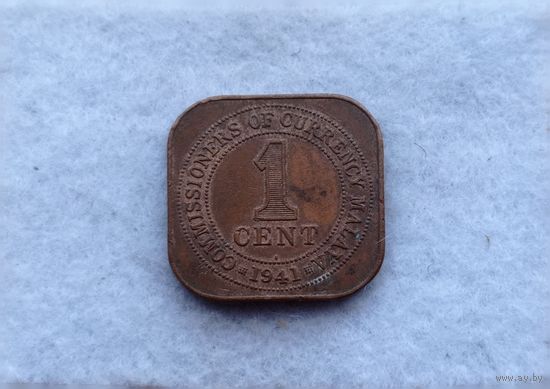 COMMISSIONERS OF CURRENCY MALAYA
1
CENT
1941
www.ay.by